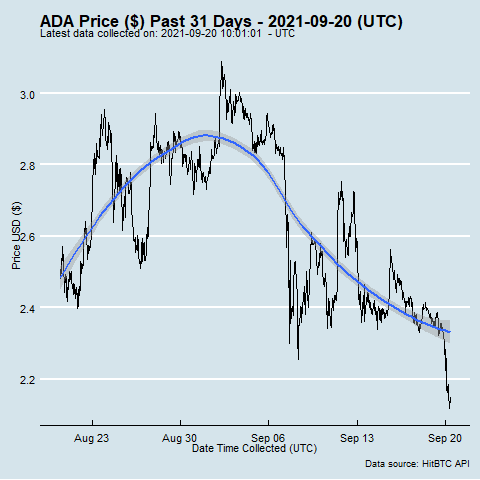 ADA Price ($) Past 31 Days - 2021-09-20 (UTC)
Latest data collected on: 2021-09-20 10:01:01 - UTC
Price USD ($)
3.0
2.8
2.6
2.4
2.2
Aug 23 Aug 30 Sep 06 Sep 13 Sep 20
Date Time Collected (UTC)
Data source: HitBTC API